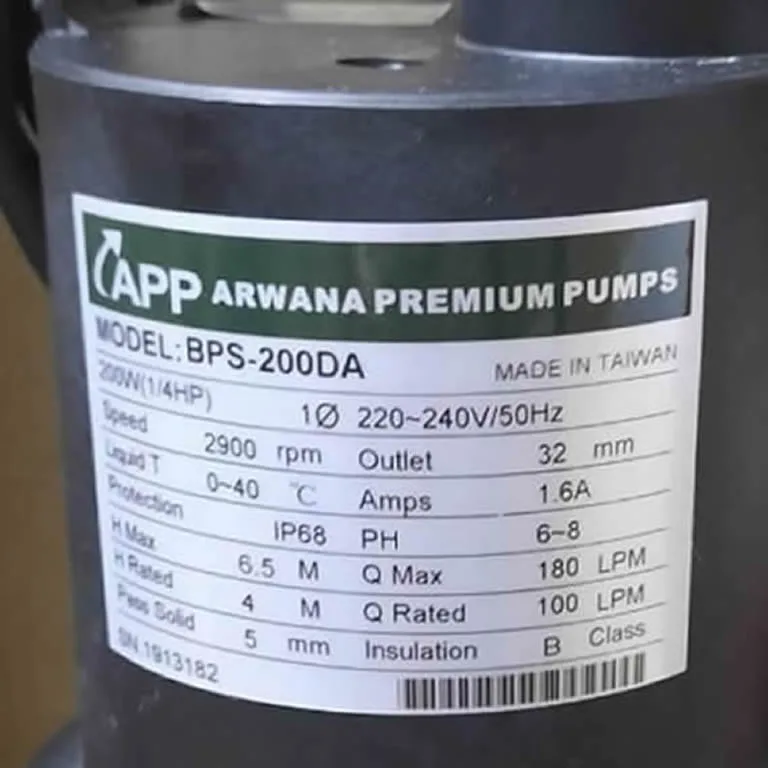 APP ARWANA PREMIUM PUMPS
MODEL: BPS-200DA MADE IN TAIWAN
200W(1/4HP) 1Ø 220~240V/50Hz
Speed 2900 rpm Outlet 32 mm
Liquid T 0~40 ℃ Amps 1.6A
Protection IP68 PH 6~8
H Max 6.5 M Q Max 180 LPM
H Rated 4 M Q Rated 100 LPM
Pass Solid 5 mm Insulation B Class
SN.1913182